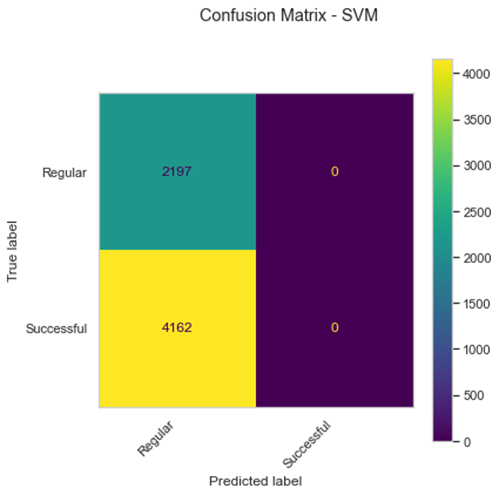 Confusion Matrix - SVM
True label
Regular
2197
0
Successful
4162
0
Regular
Successful
Predicted label
4000
3500
3000
2500
2000
1500
1000
500
0